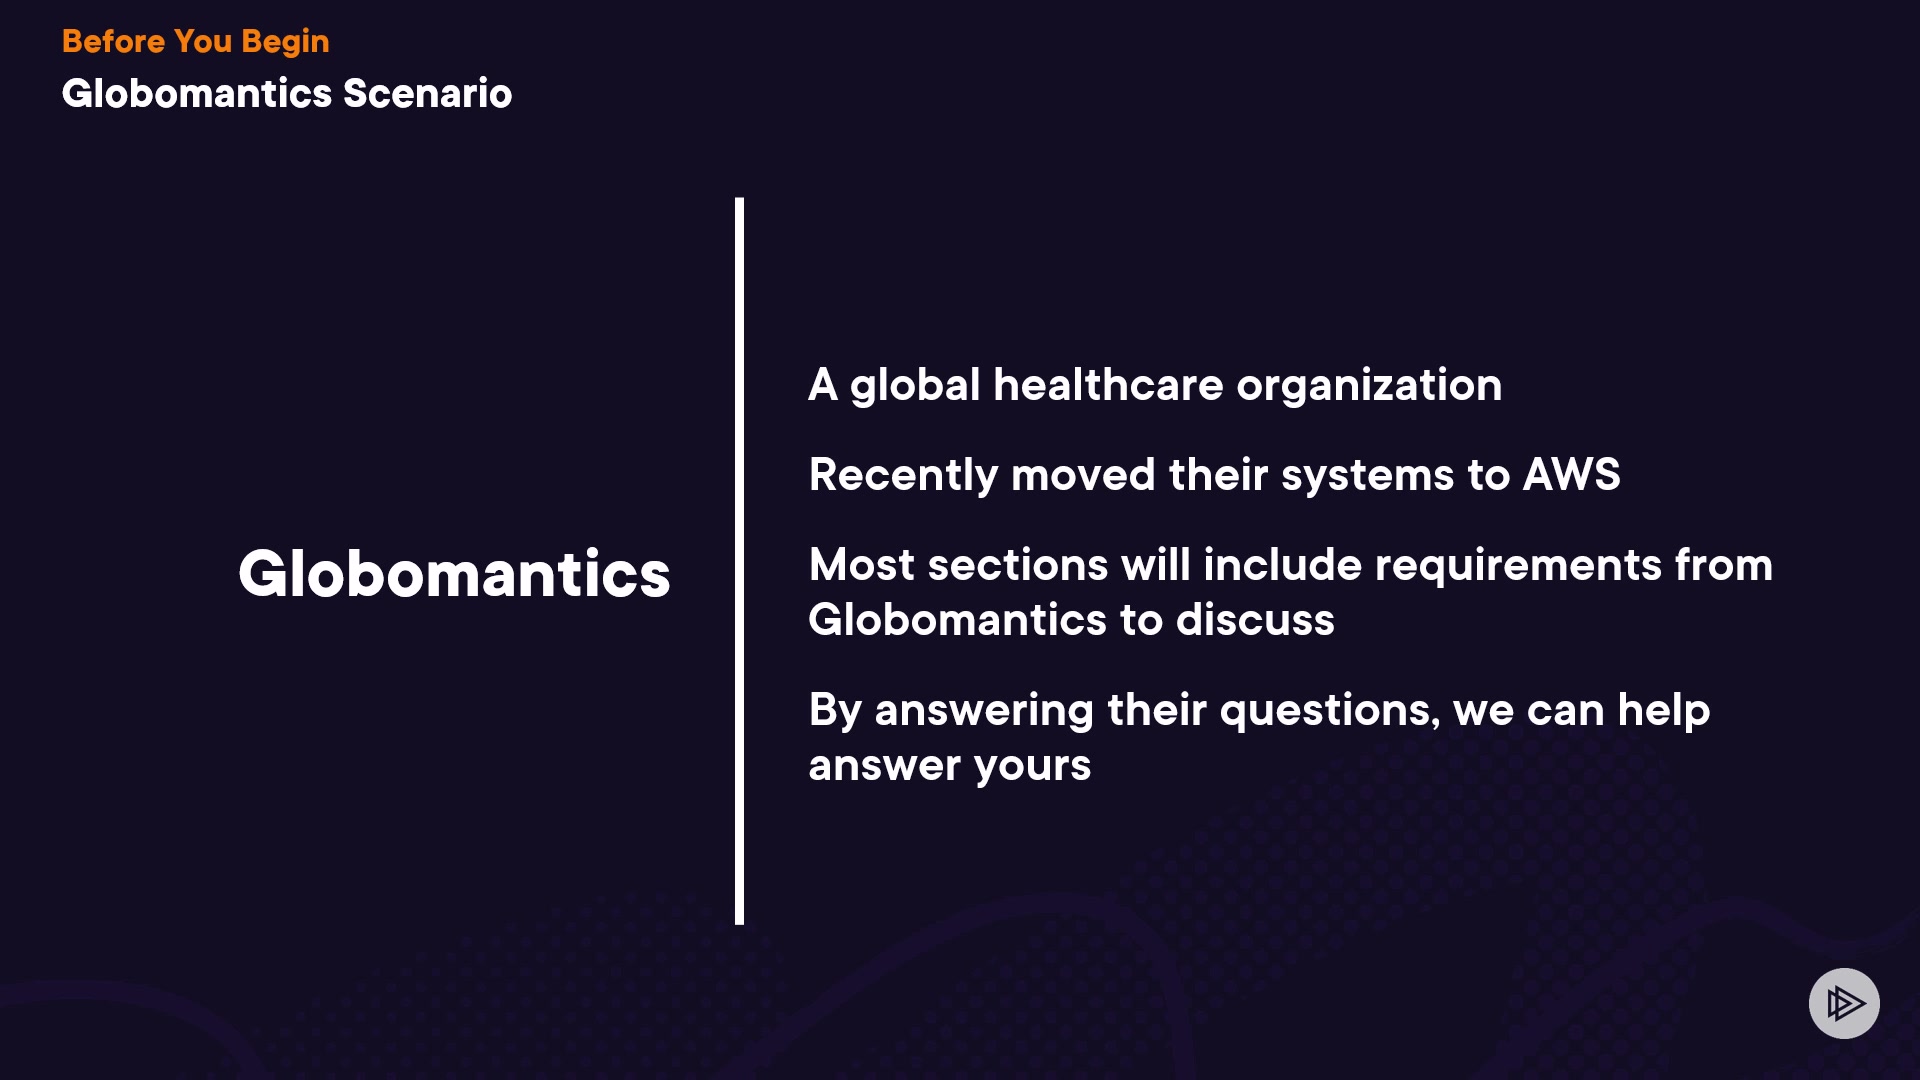 Before You Begin
Globomantics Scenario
Globomantics
A global healthcare organization
Recently moved their systems to AWS
Most sections will include requirements from
Globomantics to discuss
By answering their questions, we can help
answer yours